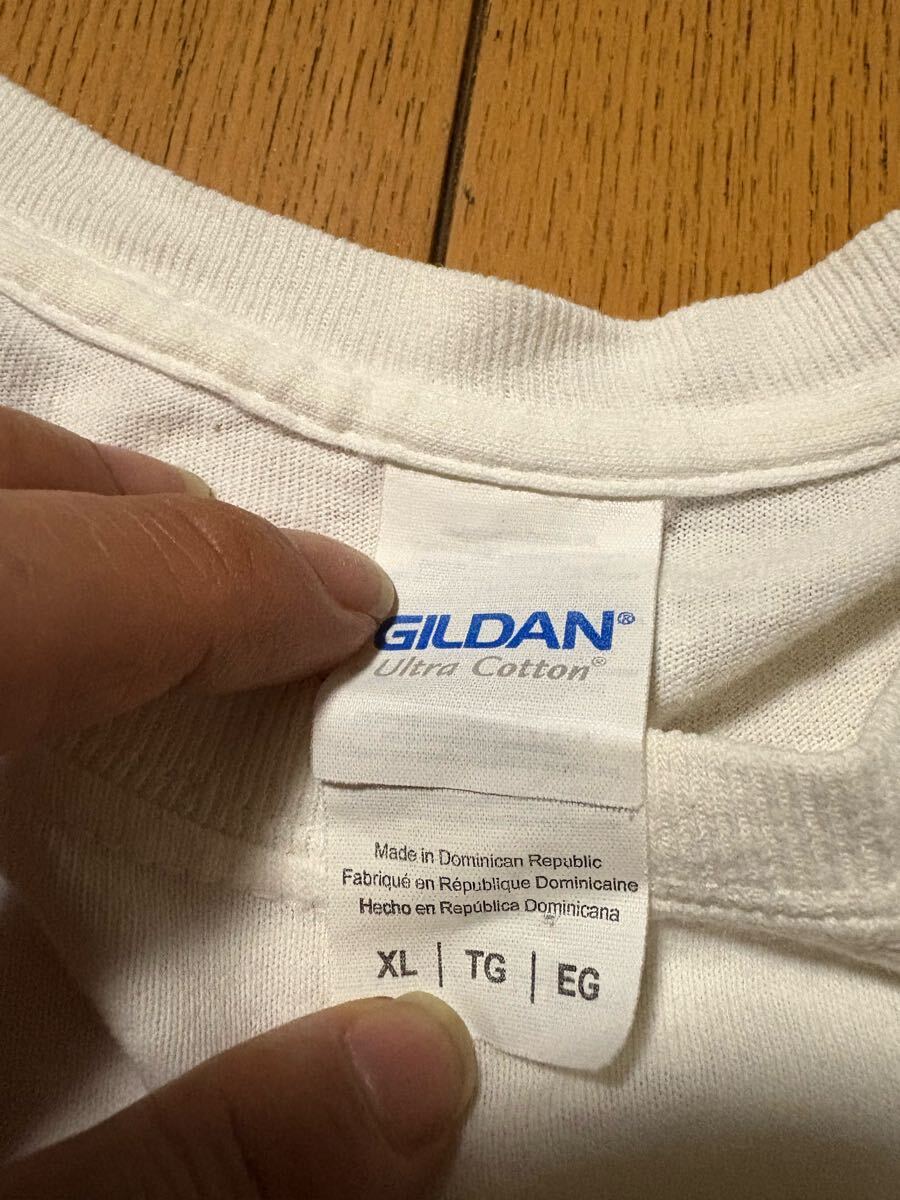 GILDAN®
Ultra Cotton®
Made in Dominican Republic
Fabriqué en République Dominicaine
Hecho en República Dominicana
XL | TG | EG